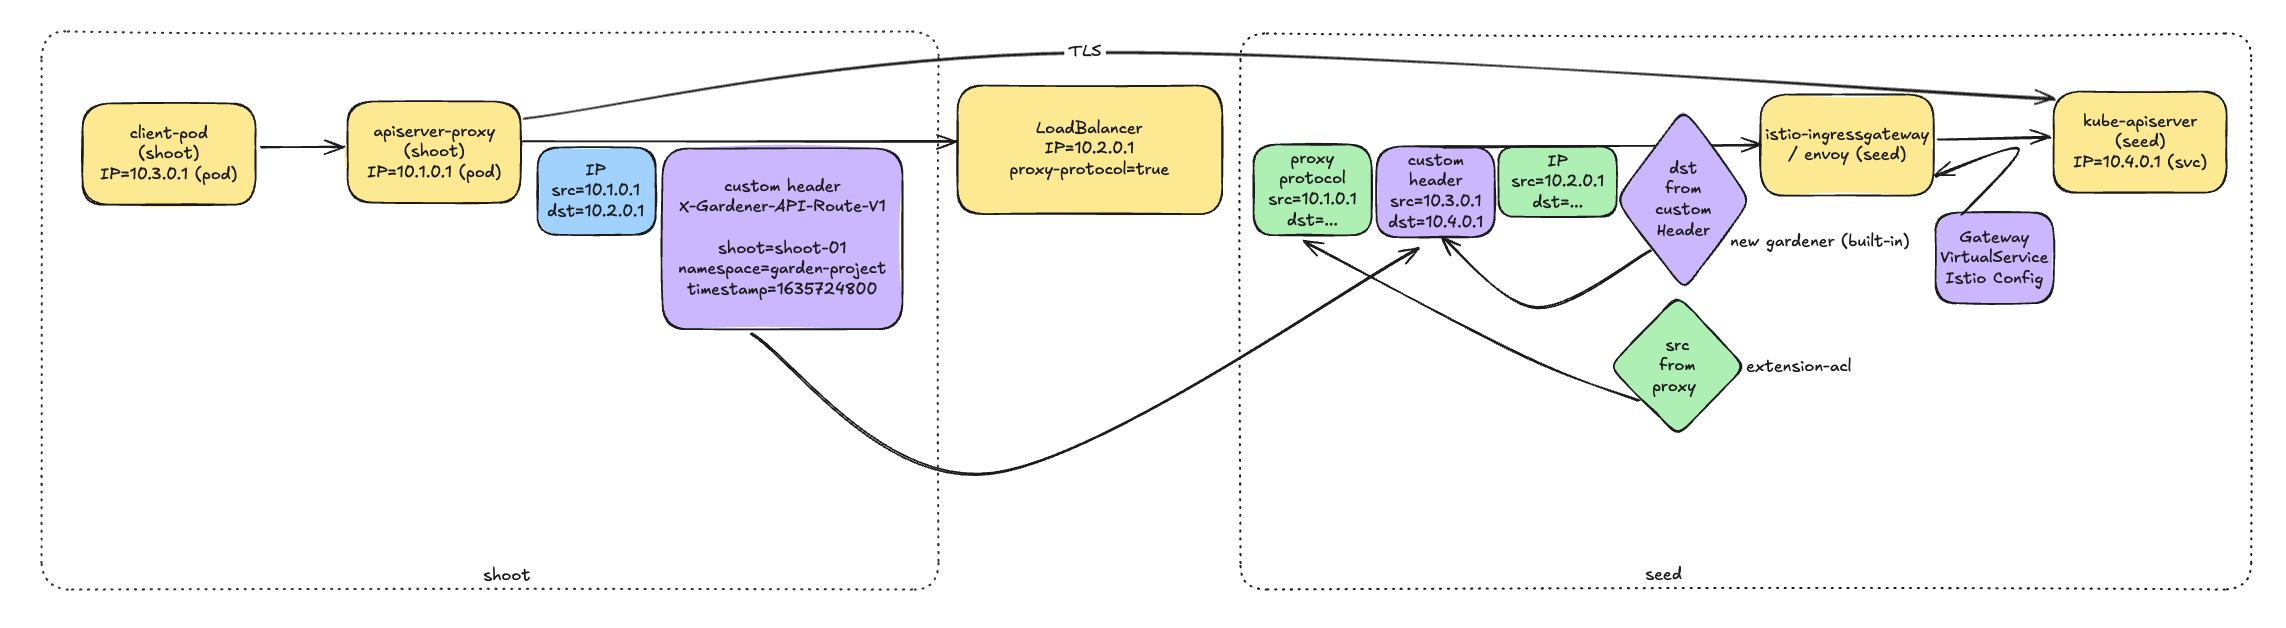 TLS
client-pod
(shoot)
IP=10.3.0.1 (pod)
apiserver-proxy
(shoot)
IP=10.1.0.1 (pod)
IP
src=10.1.0.1
dst=10.2.0.1
custom header
X-Gardener-API-Route-V1
shoot=shoot-01
namespace=garden-project
timestamp=1635724800
LoadBalancer
IP=10.2.0.1
proxy-protocol=true
proxy
protocol
src=10.1.0.1
dst=...
custom
header
src=10.3.0.1
dst=10.4.0.1
IP
src=10.2.0.1
dst=...
dst
from
custom
Header
new gardener (built-in)
istio-ingressgateway
/ envoy (seed)
kube-apiserver
(seed)
IP=10.4.0.1 (svc)
Gateway
VirtualService
Istio Config
src
from
proxy
extension-acl
shoot
seed